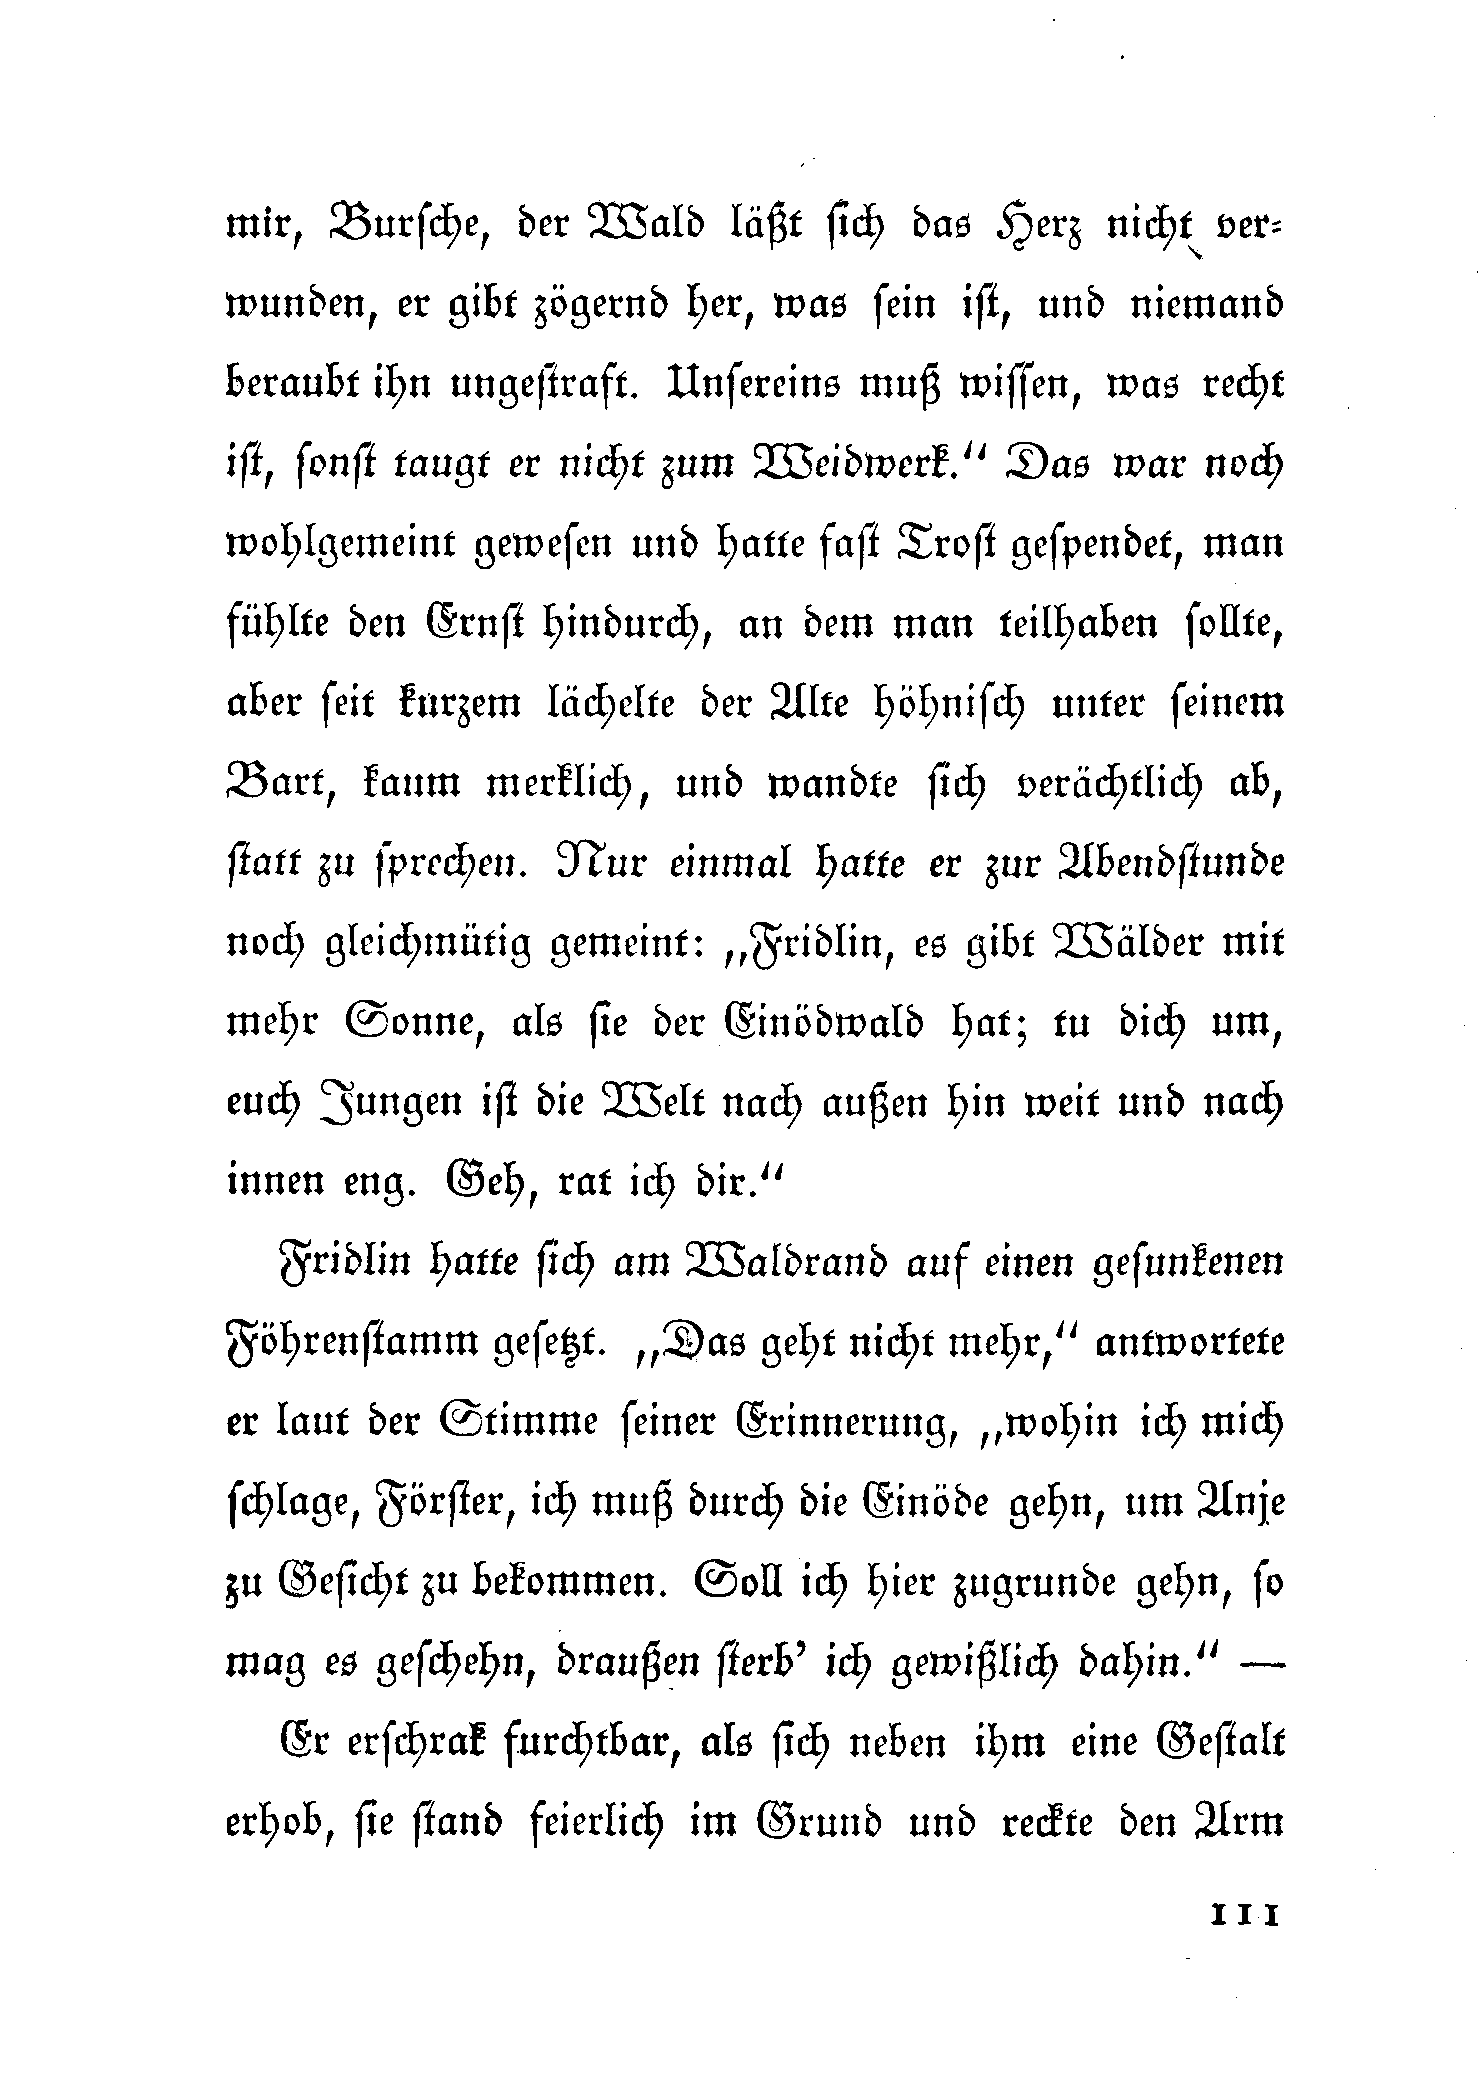 mir, Burſche, der Wald läßt ſich das Herz nicht ver-
wunden, er gibt zögernd her, was ſein iſt, und niemand
beraubt ihn ungeſtraft. Unſereins muß wiſſen, was recht
iſt, ſonſt taugt er nicht zum Weidwerk.“ Das war noch
wohlgemeint geweſen und hatte faſt Troſt geſpendet, man
fühlte den Ernſt hindurch, an dem man teilhaben ſollte,
aber ſeit kurzem lächelte der Alte höhniſch unter ſeinem
Bart, kaum merklich, und wandte ſich verächtlich ab,
ſtatt zu ſprechen. Nur einmal hatte er zur Abendſtunde
noch gleichmütig gemeint: „Fridlin, es gibt Wälder mit
mehr Sonne, als ſie der Einödwald hat; tu dich um,
euch Jungen iſt die Welt nach außen hin weit und nach
innen eng. Geh, rat ich dir.“
Fridlin hatte ſich am Waldrand auf einen geſunkenen
Föhrenſtamm geſetzt. „Das geht nicht mehr,“ antwortete
er laut der Stimme ſeiner Erinnerung, „wohin ich mich
ſchlage, Förſter, ich muß durch die Einöde gehn, um Anje
zu Geſicht zu bekommen. Soll ich hier zugrunde gehn, ſo
mag es geſchehn, draußen ſterb’ ich gewißlich dahin.“ —
Er erſchrak furchtbar, als ſich neben ihm eine Geſtalt
erhob, ſie ſtand feierlich im Grund und reckte den Arm
111